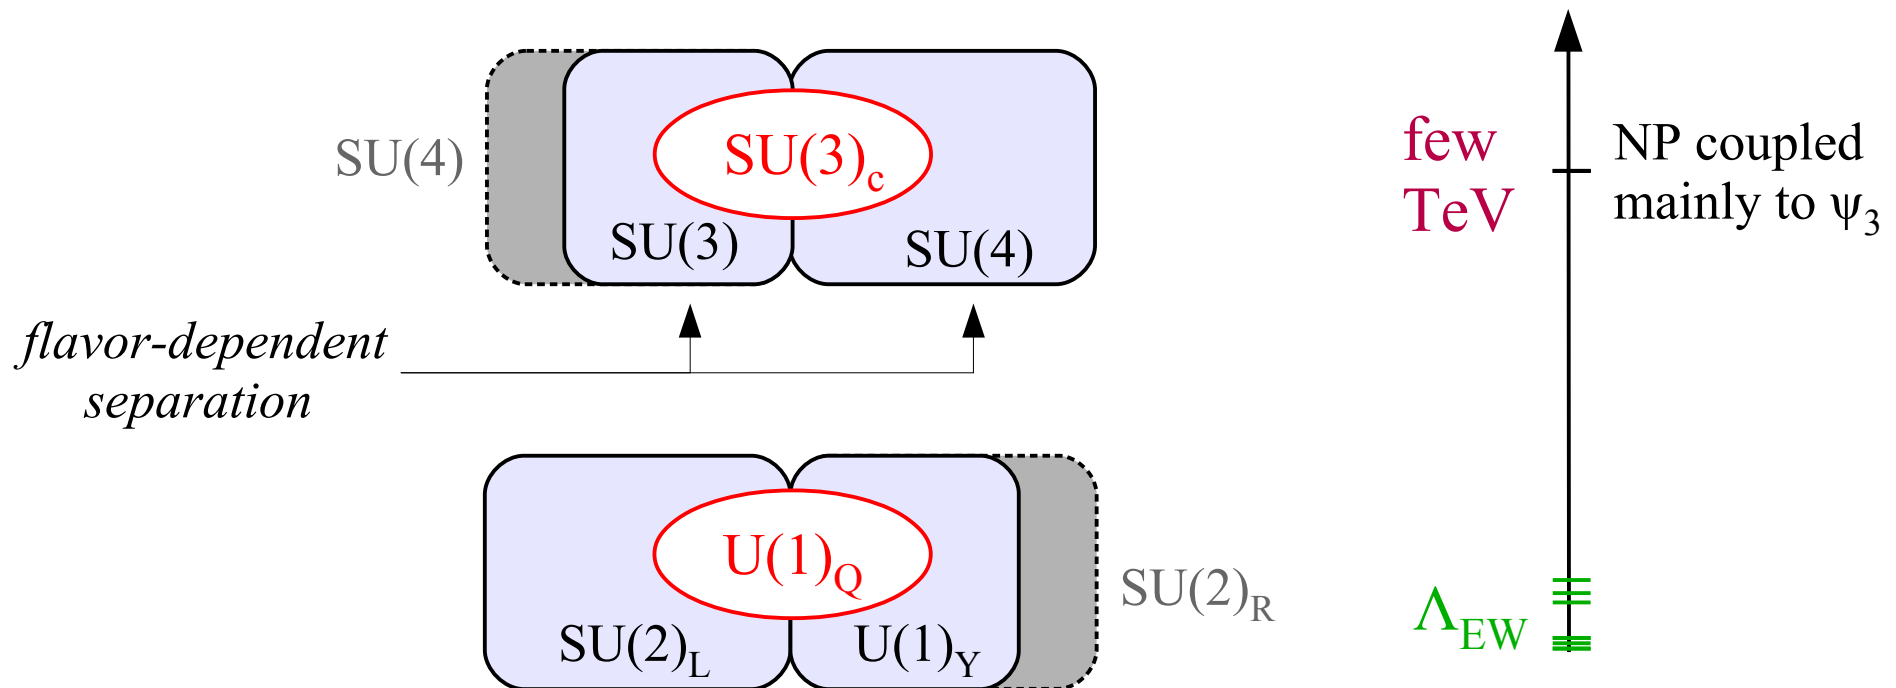 SU(4)
SU(3)c
SU(3)
SU(4)
few
TeV
NP coupled
mainly to ψ3
flavor-dependent
separation
U(1)Q
SU(2)L
U(1)Y
SU(2)R
ΛEW